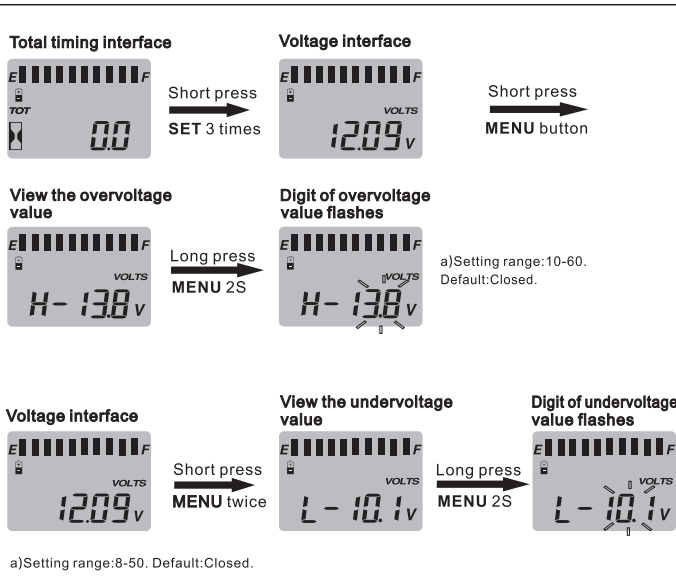 Total timing interface
E F
TOT
0.0
Short press
SET 3 times
Voltage interface
E F
VOLTS
12.09 V
Short press
MENU button
View the overvoltage
value
E F
VOLTS
H- 13.8 V
Long press
MENU 2S
Digit of overvoltage
value flashes
E F
VOLTS
H- 13.8 V
a)Setting range:10-60.
Default:Closed.
Voltage interface
E F
VOLTS
12.09 V
Short press
MENU twice
View the undervoltage
value
E F
VOLTS
L- 10.1 V
Long press
MENU 2S
Digit of undervoltage
value flashes
E F
VOLTS
L- 10.1 V
a)Setting range:8-50. Default:Closed.